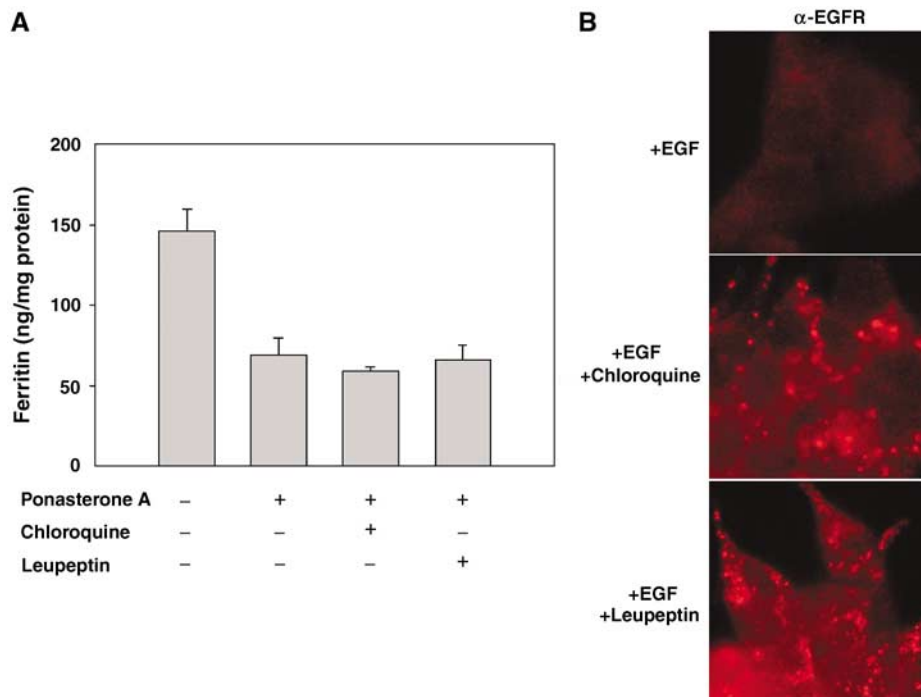 A
200
150
100
50
0
Ferritin (ng/mg protein)
Ponasterone A – + + +
Chloroquine – – + –
Leupeptin – – – +
B
α-EGFR
+EGF
+EGF
+Chloroquine
+EGF
+Leupeptin